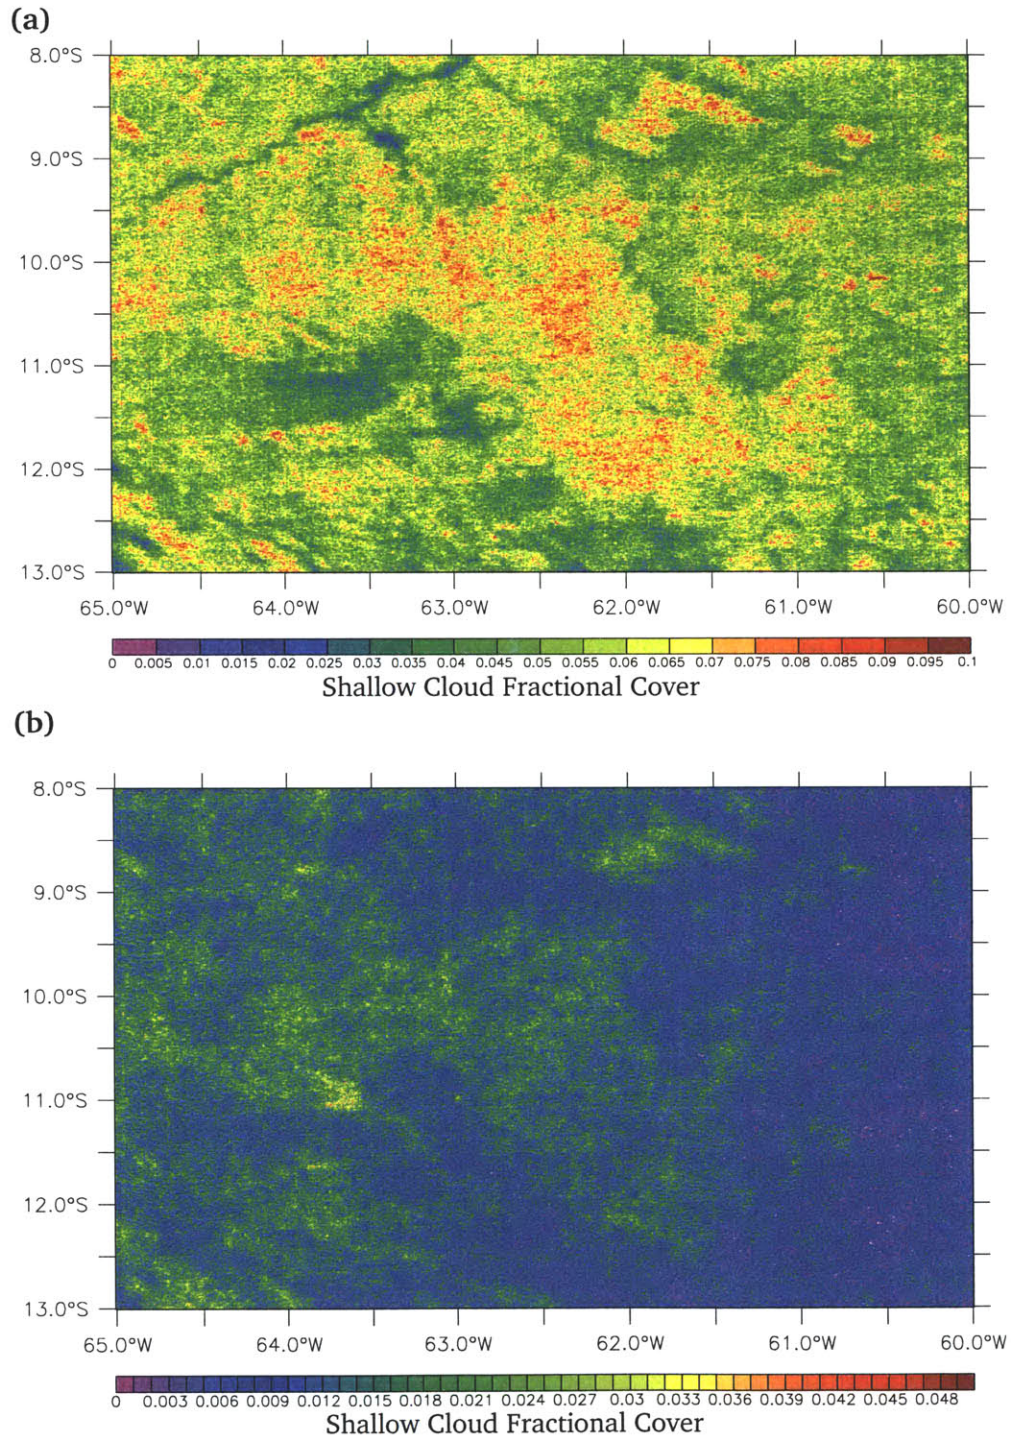 (a)
8.0°S
9.0°S
10.0°S
11.0°S
12.0°S
13.0°S
65.0°W 64.0°W 63.0°W 62.0°W 61.0°W 60.0°W
0 0.005 0.01 0.015 0.02 0.025 0.03 0.035 0.04 0.045 0.05 0.055 0.06 0.065 0.07 0.075 0.08 0.085 0.09 0.095 0.1
Shallow Cloud Fractional Cover
(b)
8.0°S
9.0°S
10.0°S
11.0°S
12.0°S
13.0°S
65.0°W 64.0°W 63.0°W 62.0°W 61.0°W 60.0°W
0 0.003 0.006 0.009 0.012 0.015 0.018 0.021 0.024 0.027 0.03 0.033 0.036 0.039 0.042 0.045 0.048
Shallow Cloud Fractional Cover